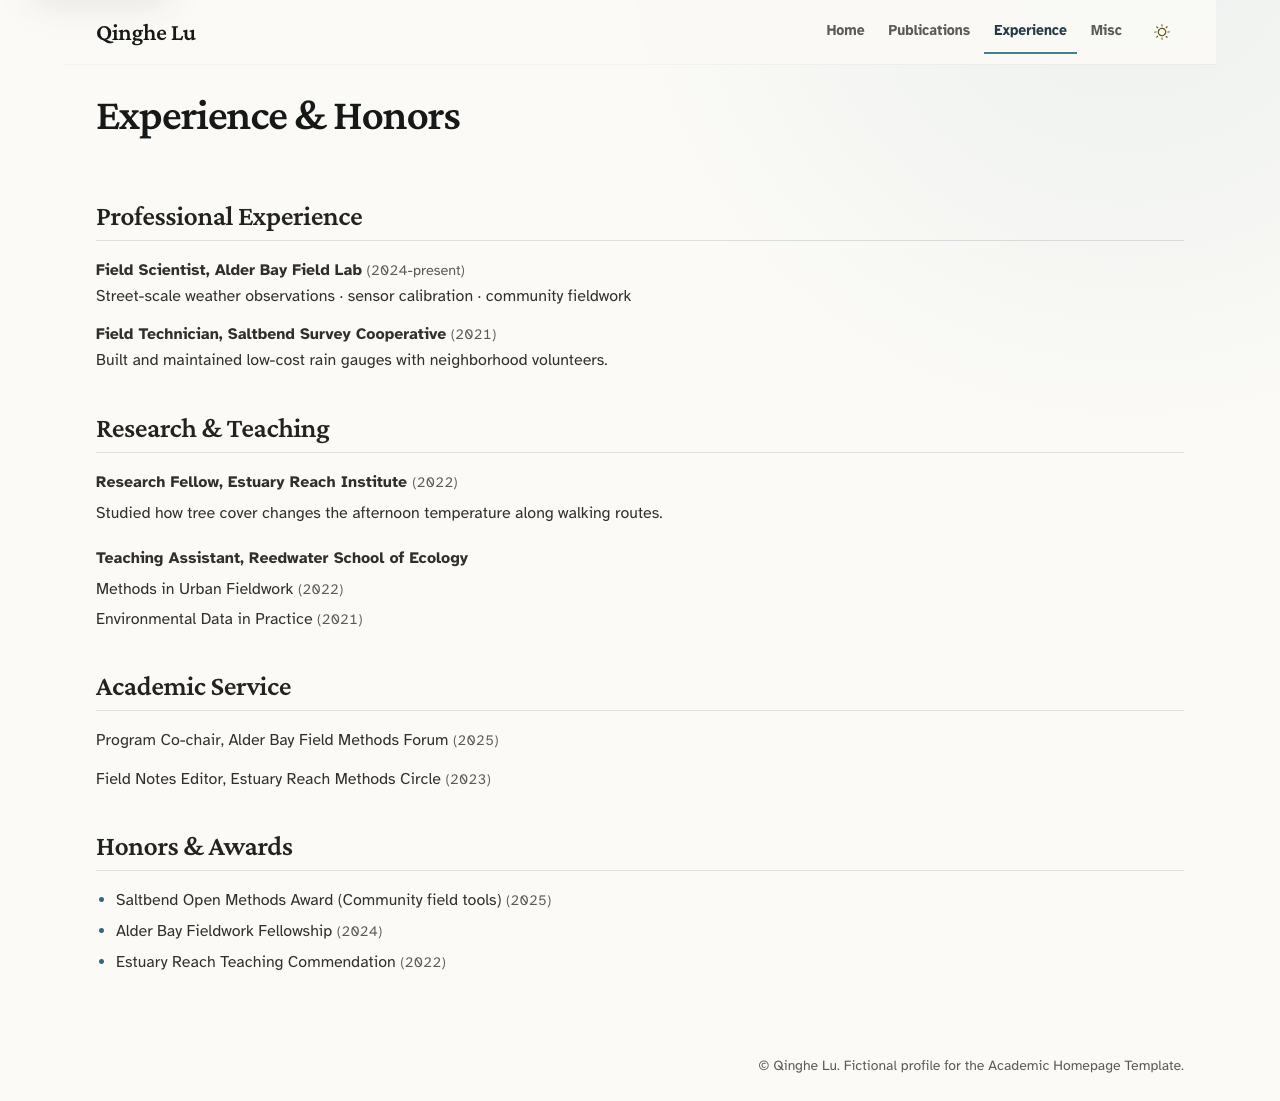 Qinghe Lu
Home Publications Experience Misc
Experience & Honors
Professional Experience
Field Scientist, Alder Bay Field Lab (2024-present)
Street-scale weather observations · sensor calibration · community fieldwork
Field Technician, Saltbend Survey Cooperative (2021)
Built and maintained low-cost rain gauges with neighborhood volunteers.
Research & Teaching
Research Fellow, Estuary Reach Institute (2022)
Studied how tree cover changes the afternoon temperature along walking routes.
Teaching Assistant, Reedwater School of Ecology
Methods in Urban Fieldwork (2022)
Environmental Data in Practice (2021)
Academic Service
Program Co-chair, Alder Bay Field Methods Forum (2025)
Field Notes Editor, Estuary Reach Methods Circle (2023)
Honors & Awards
• Saltbend Open Methods Award (Community field tools) (2025)
• Alder Bay Fieldwork Fellowship (2024)
• Estuary Reach Teaching Commendation (2022)
© Qinghe Lu. Fictional profile for the Academic Homepage Template.